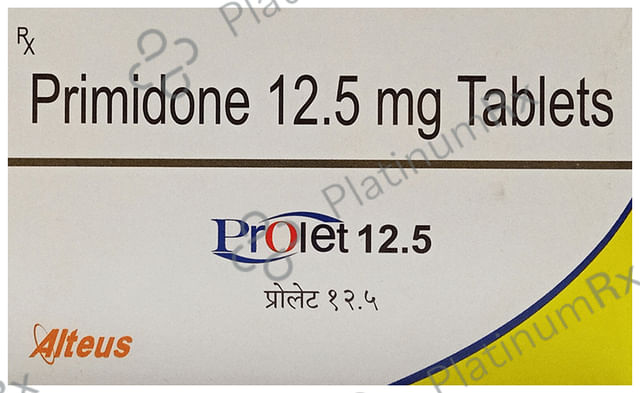 Rx
Primidone 12.5 mg Tablets
Prolet 12.5
प्रोलेट १२.५
Alteus
PlatinumRx
PlatinumRx